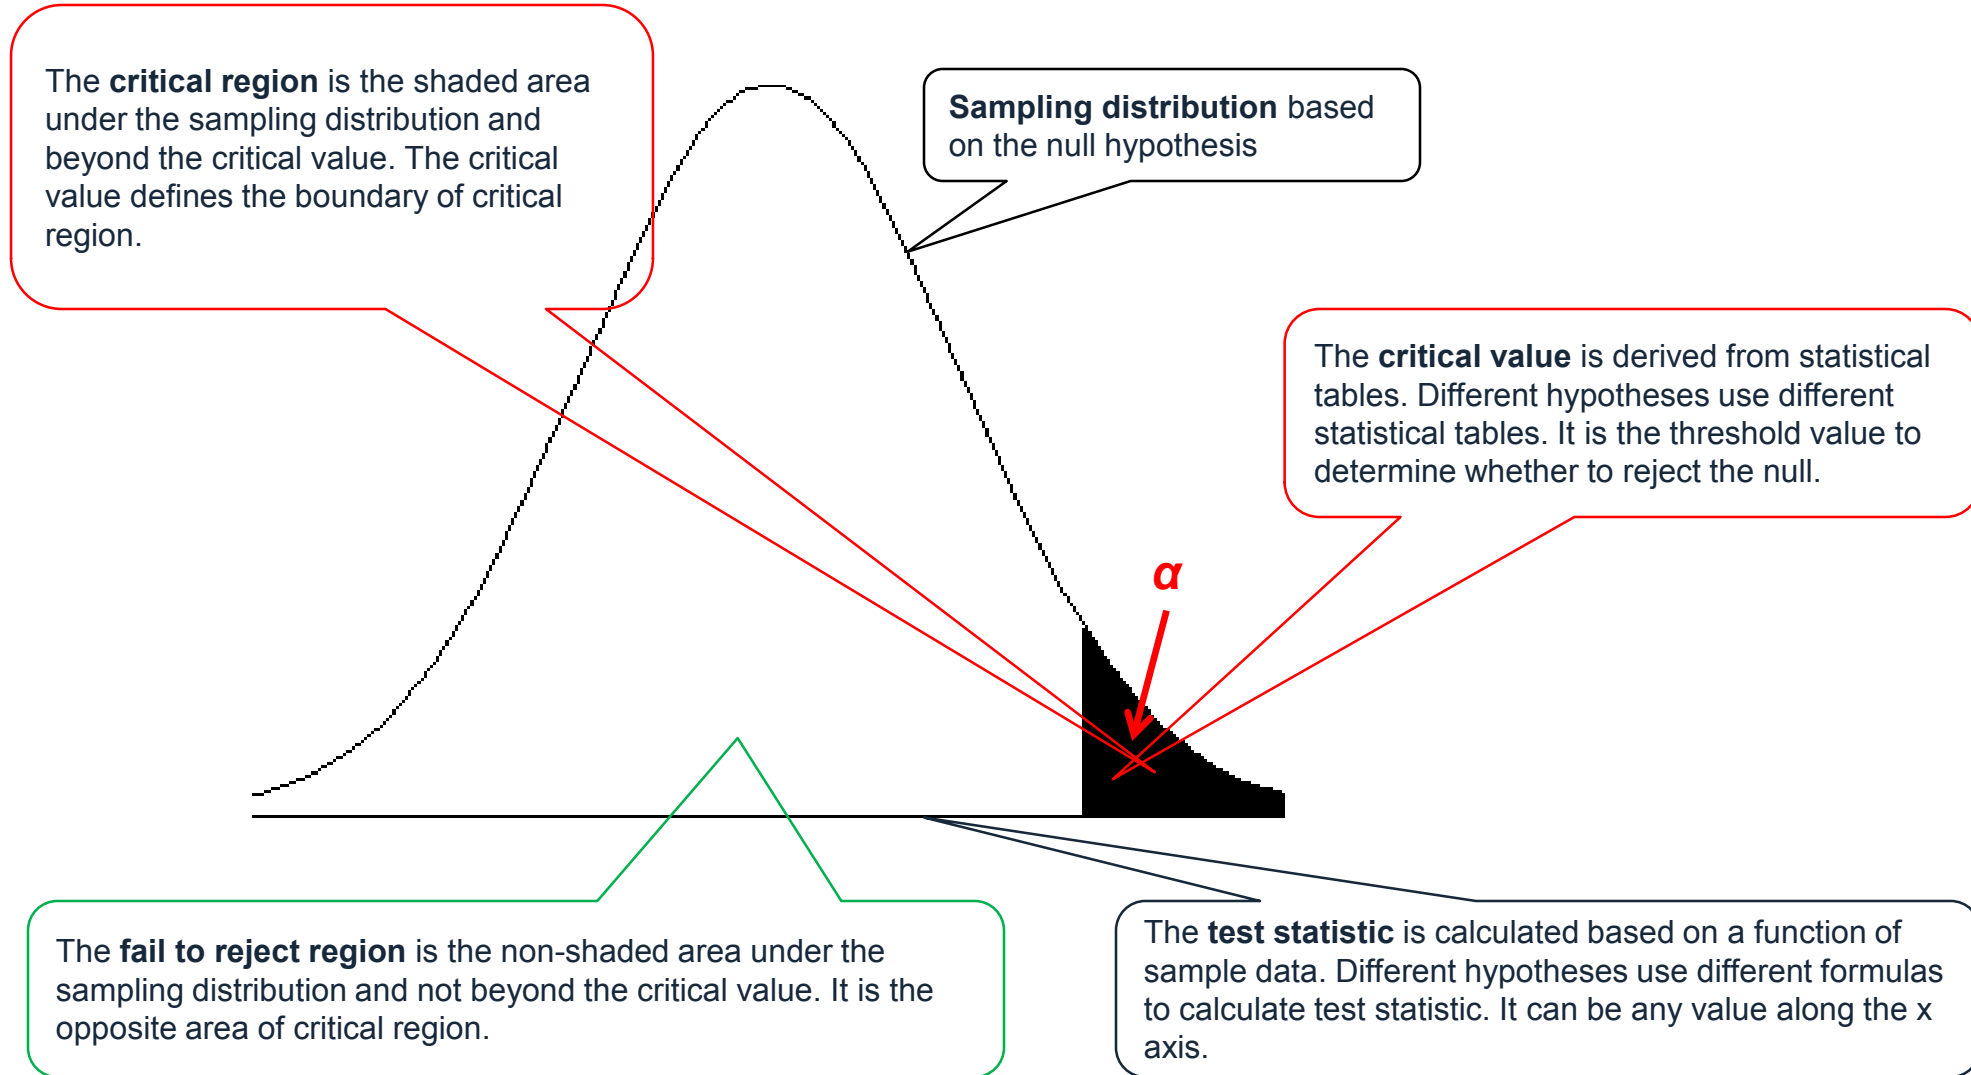 The critical region is the shaded area
under the sampling distribution and
beyond the critical value. The critical
value defines the boundary of critical
region.
Sampling distribution based
on the null hypothesis
The critical value is derived from statistical
tables. Different hypotheses use different
statistical tables. It is the threshold value to
determine whether to reject the null.
α
The fail to reject region is the non-shaded area under the
sampling distribution and not beyond the critical value. It is the
opposite area of critical region.
The test statistic is calculated based on a function of
sample data. Different hypotheses use different formulas
to calculate test statistic. It can be any value along the x
axis.